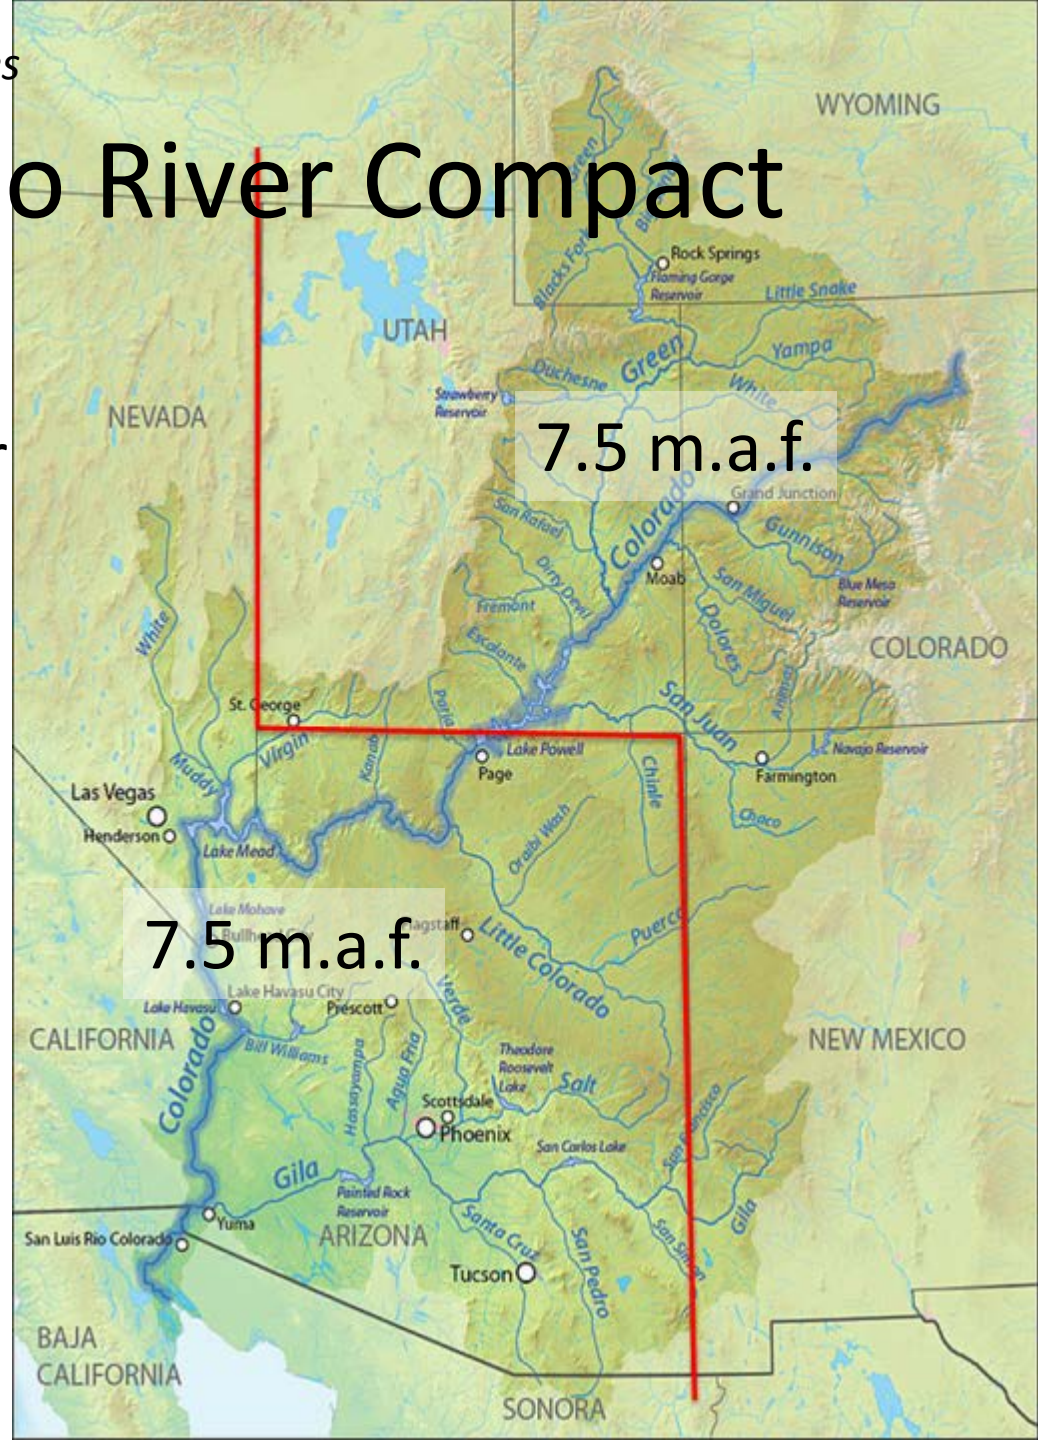 WYOMING
o River Compact
Green
Blacks Fork
Rock Springs
Flaming Gorge
Reservoir
Little Snake
UTAH
Green
Yampa
Duchesne
White
Strawberry
Reservoir
NEVADA
7.5 m.a.f.
Grand Junction
Colorado
San Rafael
Gunnison
Dirty Devil
Moab
San Miguel
Blue Mesa
Reservoir
Fremont
Dolores
White
Escalante
COLORADO
Animas
San Juan
Paria
St. George
Virgin
Kanab
Lake Powell
Navajo Reservoir
Muddy
Page
Chinle
Farmington
Las Vegas
Chaco
Henderson
Lake Mead
Oraibi Wash
Lake Mohave
Bullhead City
7.5 m.a.f.
Flagstaff
Puerco
Little Colorado
Lake Havasu City
Lake Havasu
Prescott
Verde
CALIFORNIA
NEW MEXICO
Colorado
Bill Williams
Hassayampa
Agua Fria
Theodore
Roosevelt
Lake
Salt
Scottsdale
Phoenix
San Francisco
San Carlos Lake
Gila
Painted Rock
Reservoir
Gila
Yuma
ARIZONA
Santa Cruz
San Simon
San Luis Rio Colorado
San Pedro
Tucson
BAJA
CALIFORNIA
SONORA